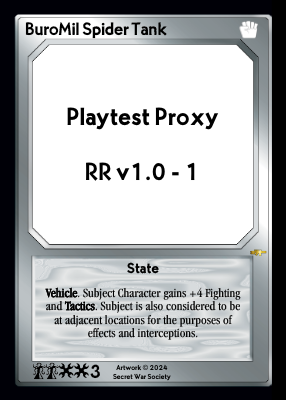 BuroMil Spider Tank
Playtest Proxy
RR v1.0 - 1
State
Vehicle. Subject Character gains +4 Fighting
and Tactics. Subject is also considered to be
at adjacent locations for the purposes of
effects and interceptions.
3
Artwork © 2024
Secret War Society